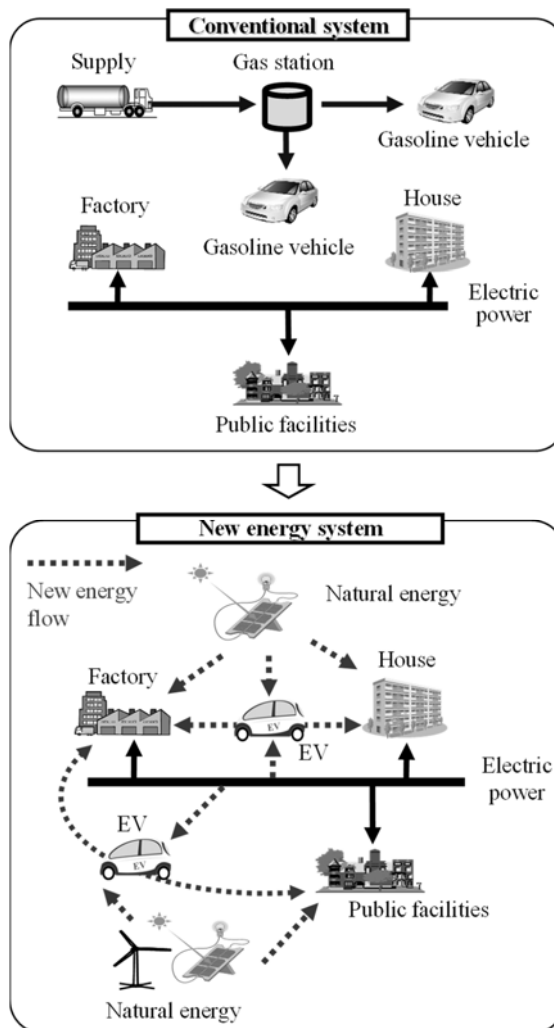 Conventional system
Supply
Gas station
Gasoline vehicle
Factory
Gasoline vehicle
House
Electric
power
Public facilities
New energy system
New energy
flow
Natural energy
Factory
House
EV
EV
Electric
power
EV
EV
Public facilities
Natural energy